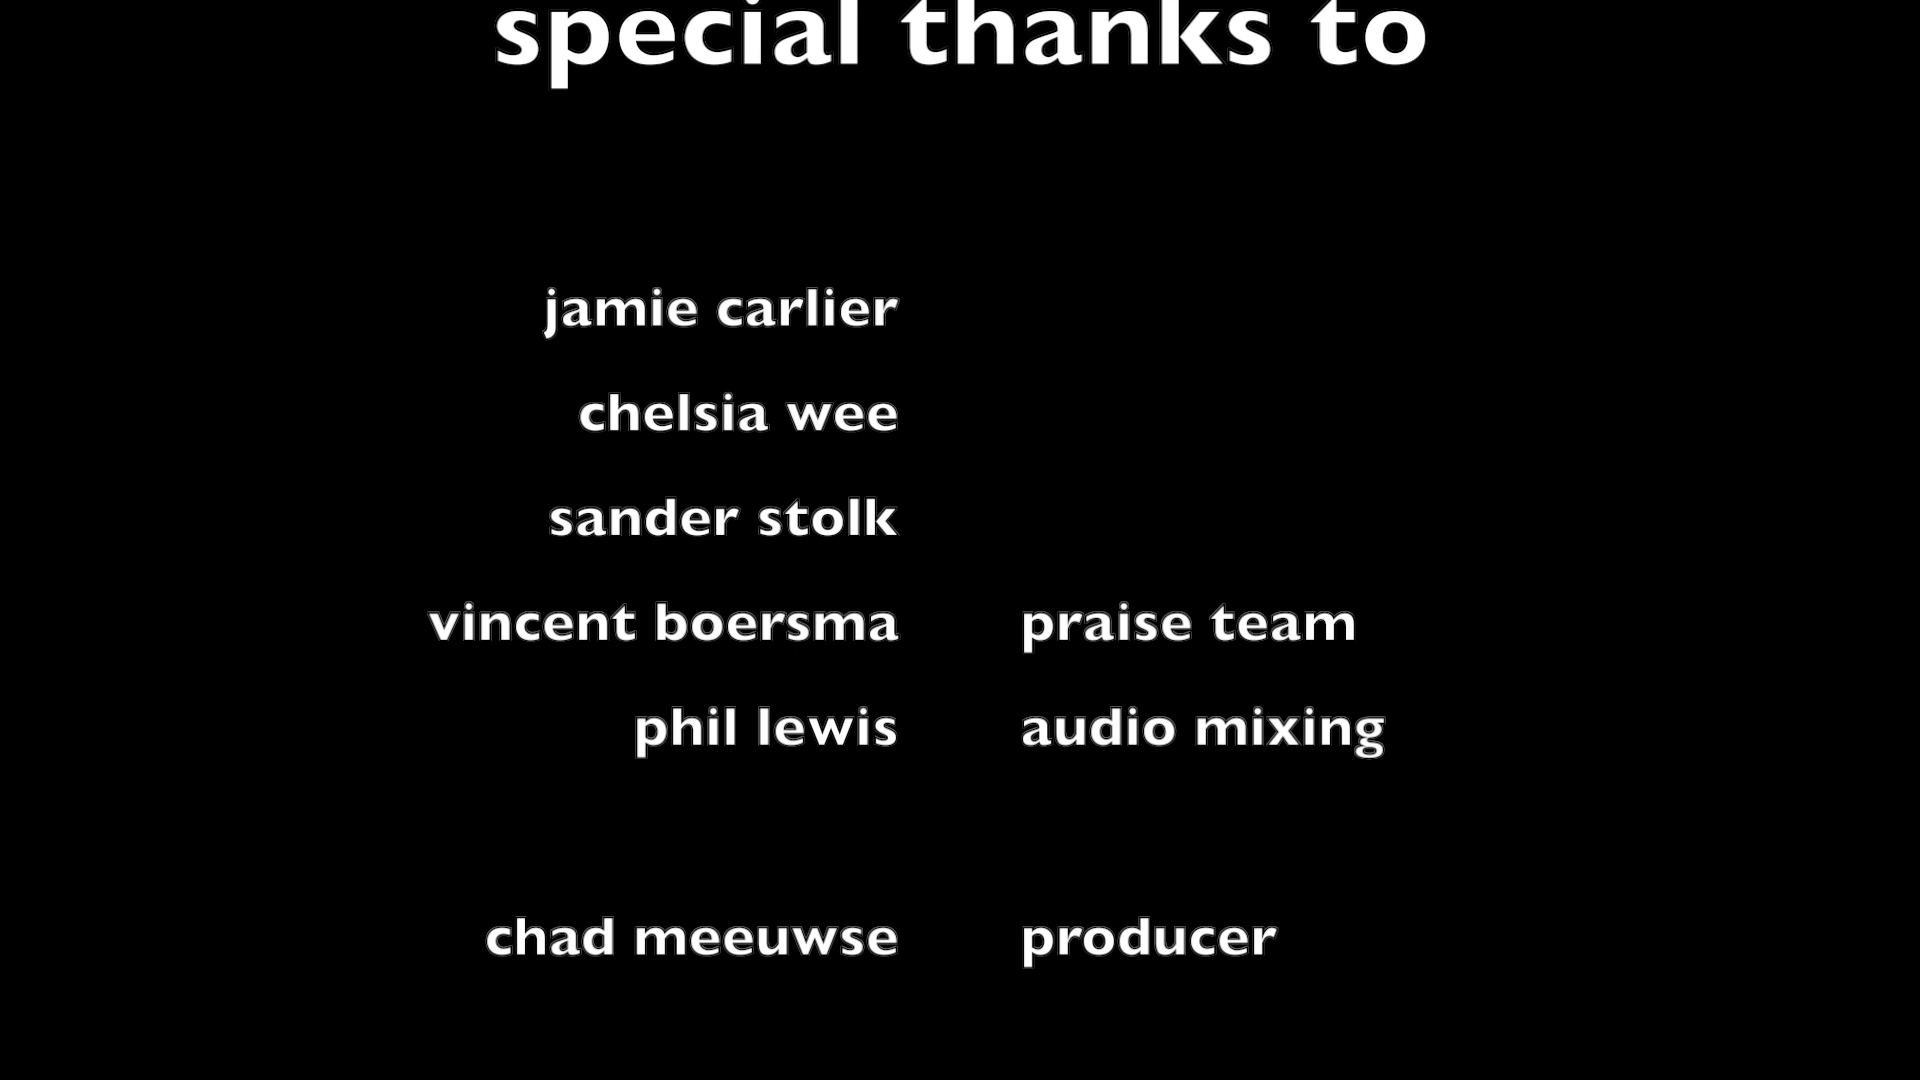 special thanks to
jamie carlier
chelsia wee
sander stolk
vincent boersma praise team
phil lewis audio mixing
chad meeuwse producer